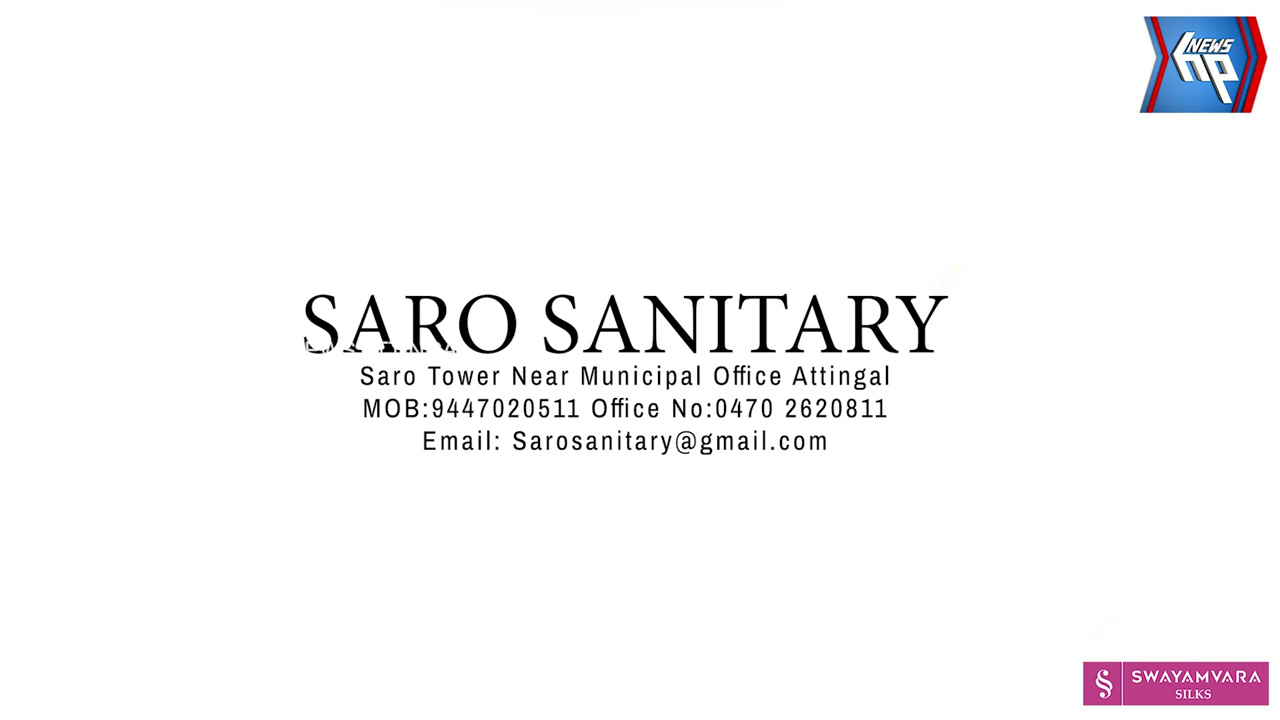 NEWS
SARO SANITARY
Saro Tower Near Municipal Office Attingal
MOB:9447020511 Office No:0470 2620811
Email: Sarosanitary@gmail.com
SWAYAMVARA
SILKS